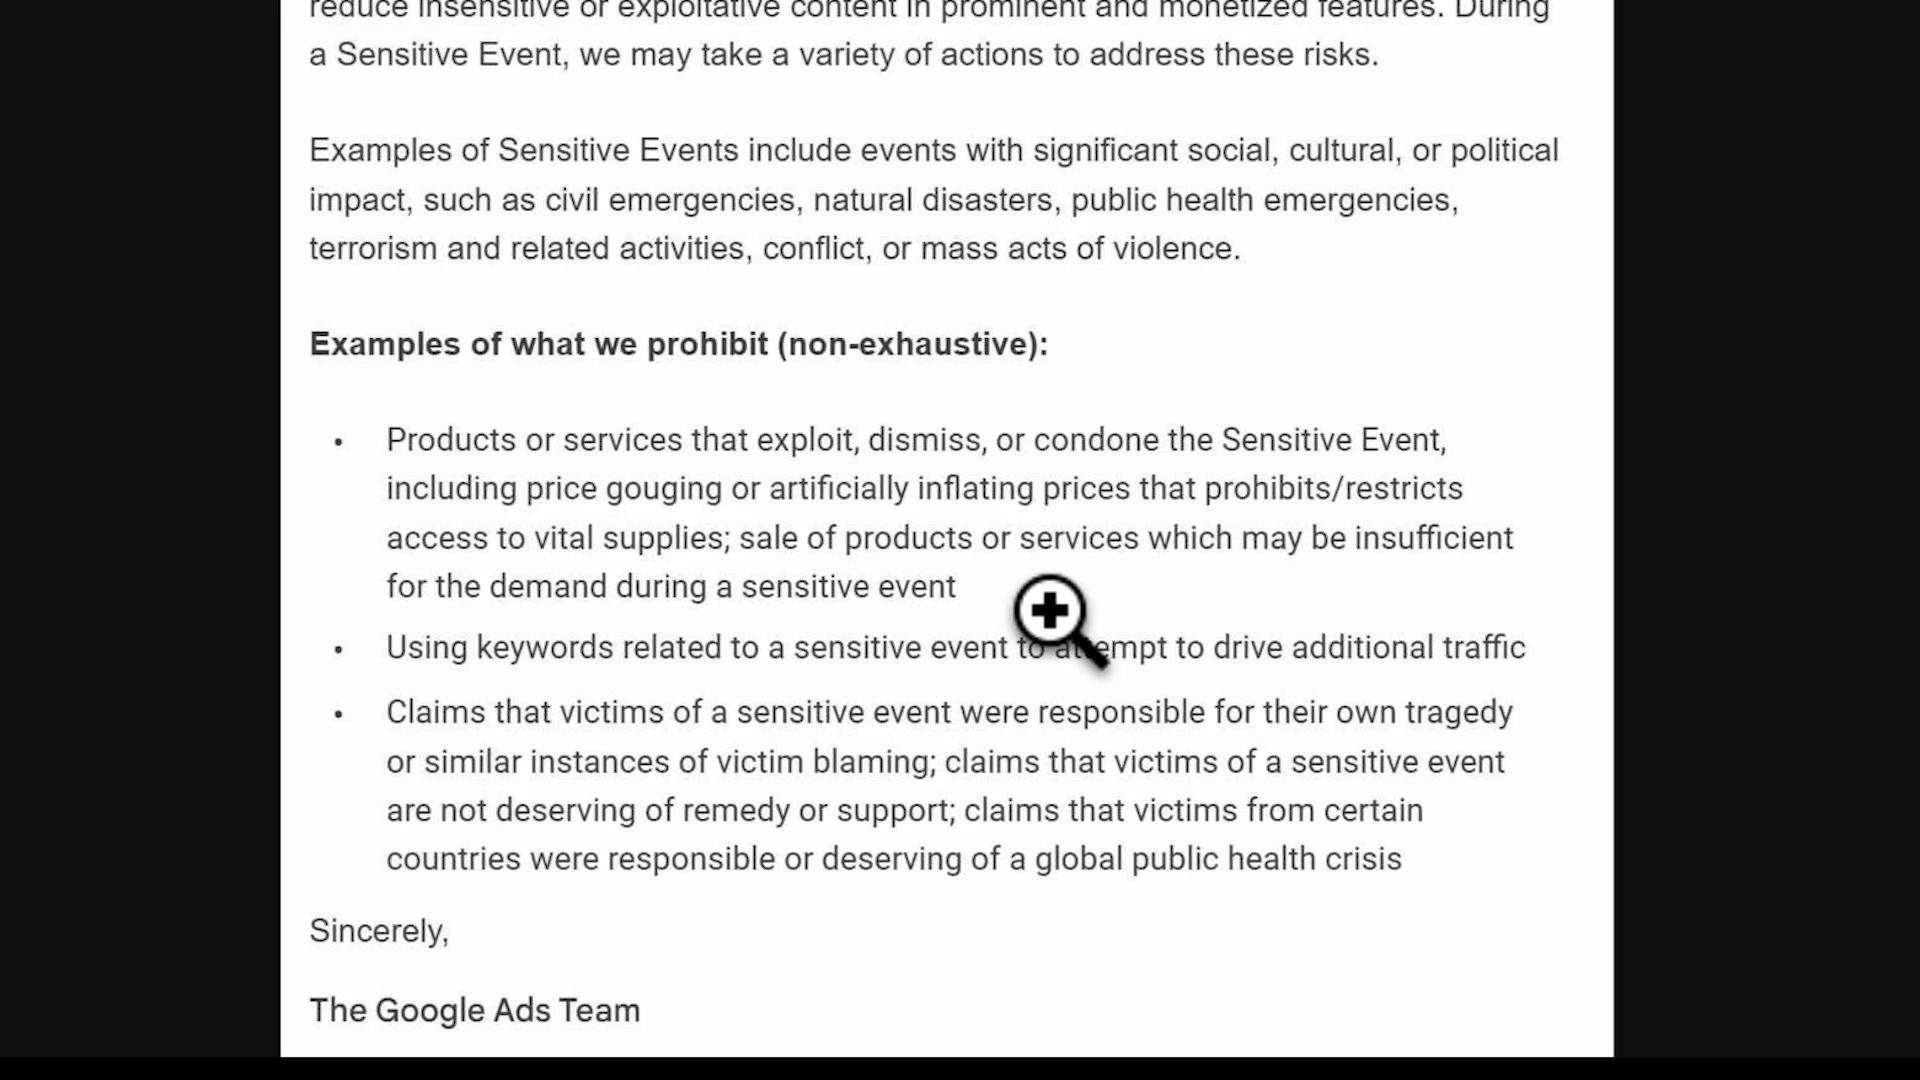 reduce insensitive or exploitative content in prominent and monetized features. During
a Sensitive Event, we may take a variety of actions to address these risks.
Examples of Sensitive Events include events with significant social, cultural, or political
impact, such as civil emergencies, natural disasters, public health emergencies,
terrorism and related activities, conflict, or mass acts of violence.
Examples of what we prohibit (non-exhaustive):
• Products or services that exploit, dismiss, or condone the Sensitive Event,
including price gouging or artificially inflating prices that prohibits/restricts
access to vital supplies; sale of products or services which may be insufficient
for the demand during a sensitive event
• Using keywords related to a sensitive event to attempt to drive additional traffic
• Claims that victims of a sensitive event were responsible for their own tragedy
or similar instances of victim blaming; claims that victims of a sensitive event
are not deserving of remedy or support; claims that victims from certain
countries were responsible or deserving of a global public health crisis
Sincerely,
The Google Ads Team